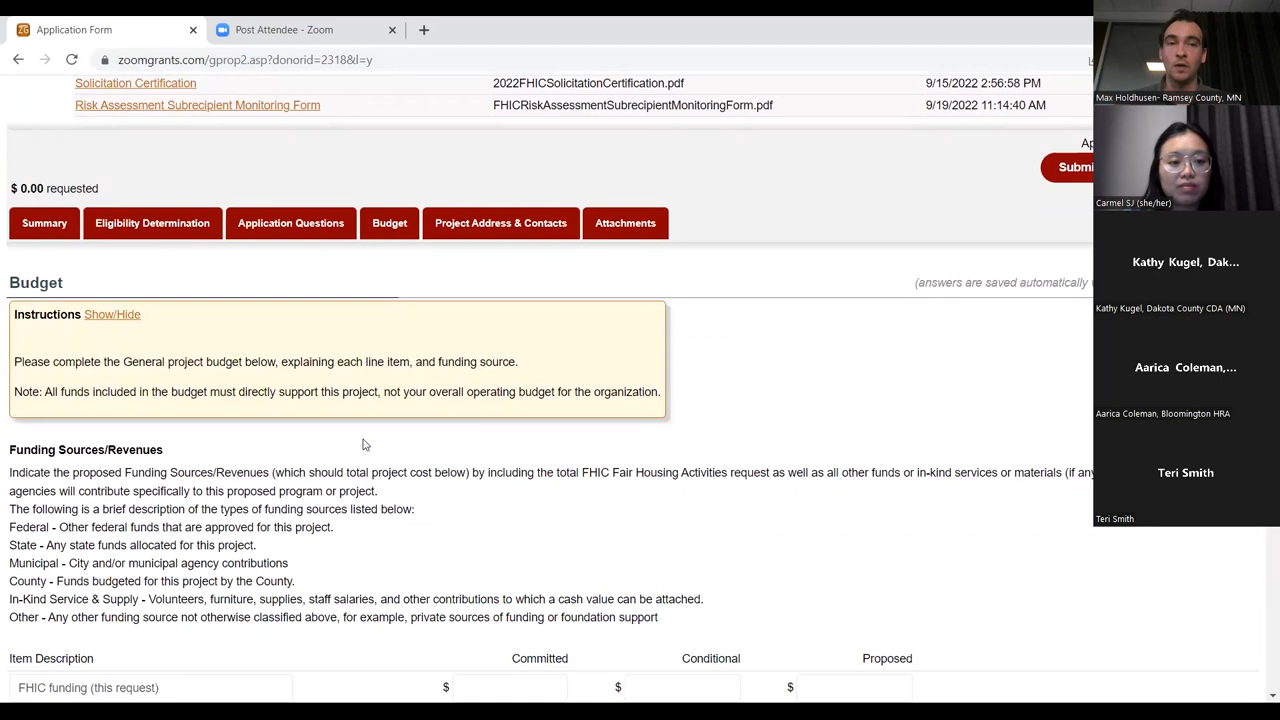 Application Form
Post Attendee - Zoom
zoomgrants.com/gprop2.asp?donorid=2318&l=y
Solicitation Certification 2022FHICSolicitationCertification.pdf 9/15/2022 2:56:58 PM
Risk Assessment Subrecipient Monitoring Form FHICRiskAssessmentSubrecipientMonitoringForm.pdf 9/19/2022 11:14:40 AM
Max Holdhusen- Ramsey County, MN
$ 0.00 requested
Summary Eligibility Determination Application Questions Budget Project Address & Contacts Attachments
Carmel SJ (she/her)
Budget
(answers are saved automatically
Instructions Show/Hide
Please complete the General project budget below, explaining each line item, and funding source.
Note: All funds included in the budget must directly support this project, not your overall operating budget for the organization.
Funding Sources/Revenues
Indicate the proposed Funding Sources/Revenues (which should total project cost below) by including the total FHIC Fair Housing Activities request as well as all other funds or in-kind services or materials (if any
agencies will contribute specifically to this proposed program or project.
The following is a brief description of the types of funding sources listed below:
Federal - Other federal funds that are approved for this project.
State - Any state funds allocated for this project.
Municipal - City and/or municipal agency contributions
County - Funds budgeted for this project by the County.
In-Kind Service & Supply - Volunteers, furniture, supplies, staff salaries, and other contributions to which a cash value can be attached.
Other - Any other funding source not otherwise classified above, for example, private sources of funding or foundation support
Item Description Committed Conditional Proposed
FHIC funding (this request) $ $ $
Kathy Kugel, Dak...
Kathy Kugel, Dakota County CDA (MN)
Aarica Coleman,...
Aarica Coleman, Bloomington HRA
Teri Smith
Teri Smith